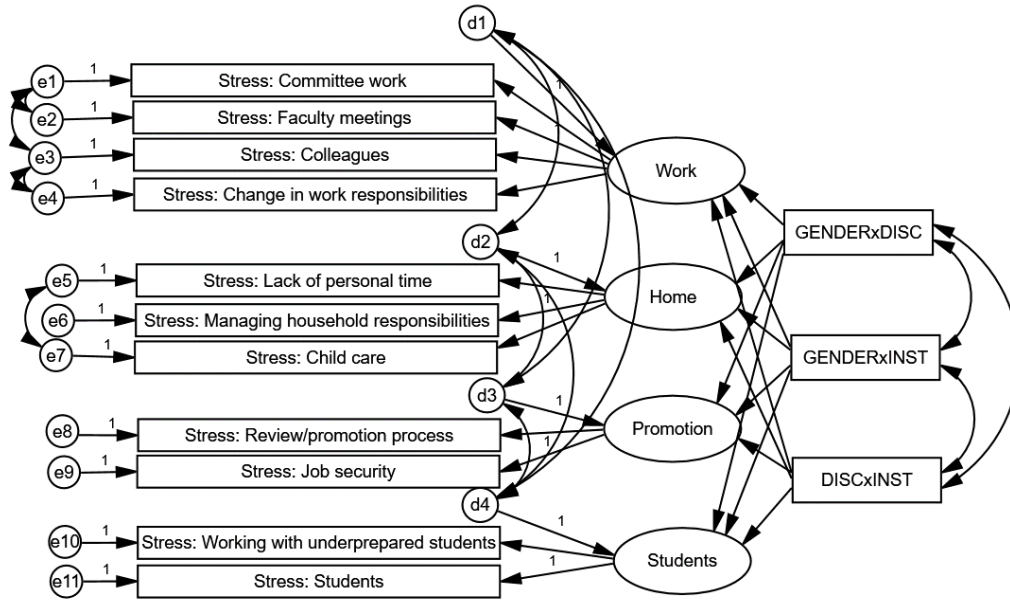 d1
1
e1
1
Stress: Committee work
e2
1
Stress: Faculty meetings
1
e3
1
Stress: Colleagues
e4
1
Stress: Change in work responsibilities
Work
GENDERxDISC
d2
1
e5
1
Stress: Lack of personal time
e6
1
Stress: Managing household responsibilities
1
e7
1
Stress: Child care
Home
GENDERxINST
d3
1
e8
1
Stress: Review/promotion process
e9
1
Stress: Job security
1
Promotion
DISCxINST
d4
1
e10
1
Stress: Working with underprepared students
e11
1
Stress: Students
1
Students